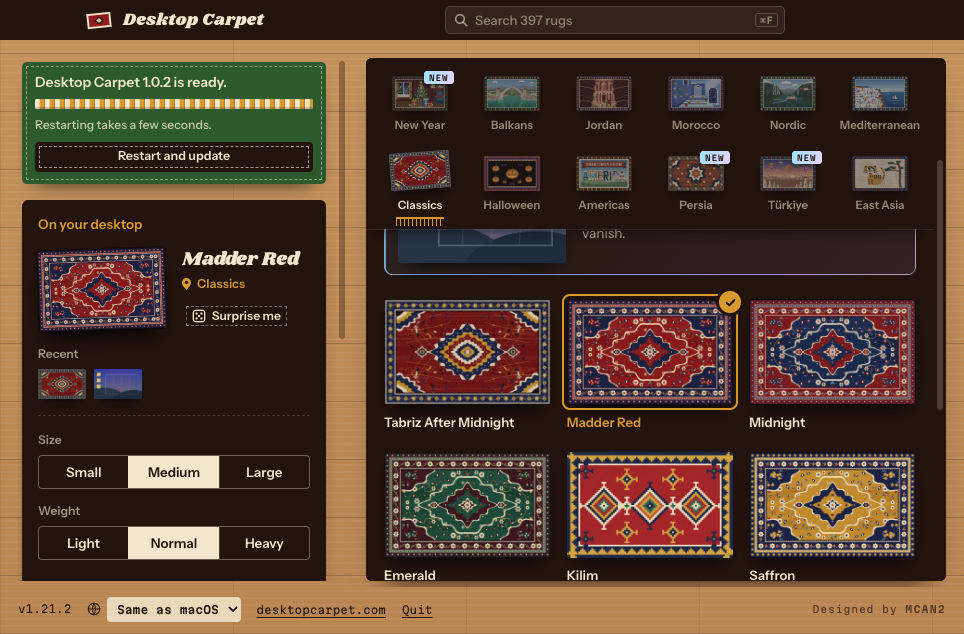 Desktop Carpet
Search 397 rugs
⌘F
Desktop Carpet 1.0.2 is ready.
Restarting takes a few seconds.
Restart and update
On your desktop
Madder Red
Classics
Surprise me
Recent
Size
Small Medium Large
Weight
Light Normal Heavy
NEW
New Year Balkans Jordan Morocco Nordic Mediterranean
NEW NEW
Classics Halloween Americas Persia Türkiye East Asia
vanish.
Tabriz After Midnight Madder Red Midnight
Emerald Kilim Saffron
v1.21.2 Same as macOS desktopcarpet.com Quit Designed by MCAN2